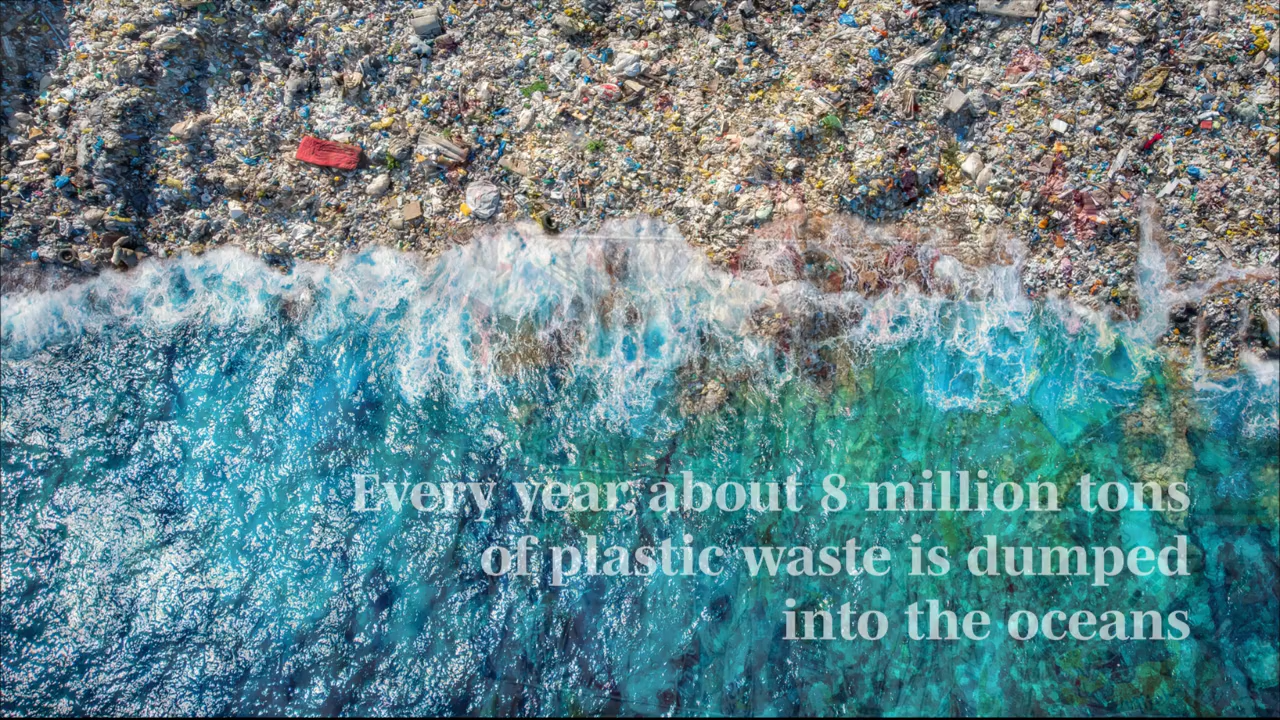 Every year, about 8 million tons
of plastic waste is dumped
into the oceans